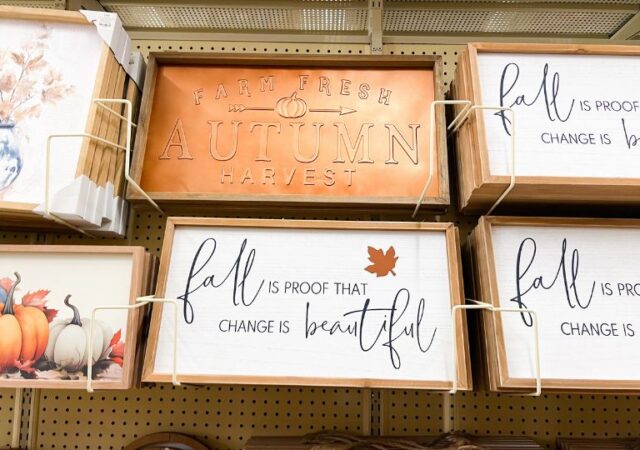 FARM FRESH
AUTUMN
HARVEST
fall IS PROOF
CHANGE IS b
fall IS PROOF THAT
CHANGE IS beautiful
fall IS PRO
CHANGE IS